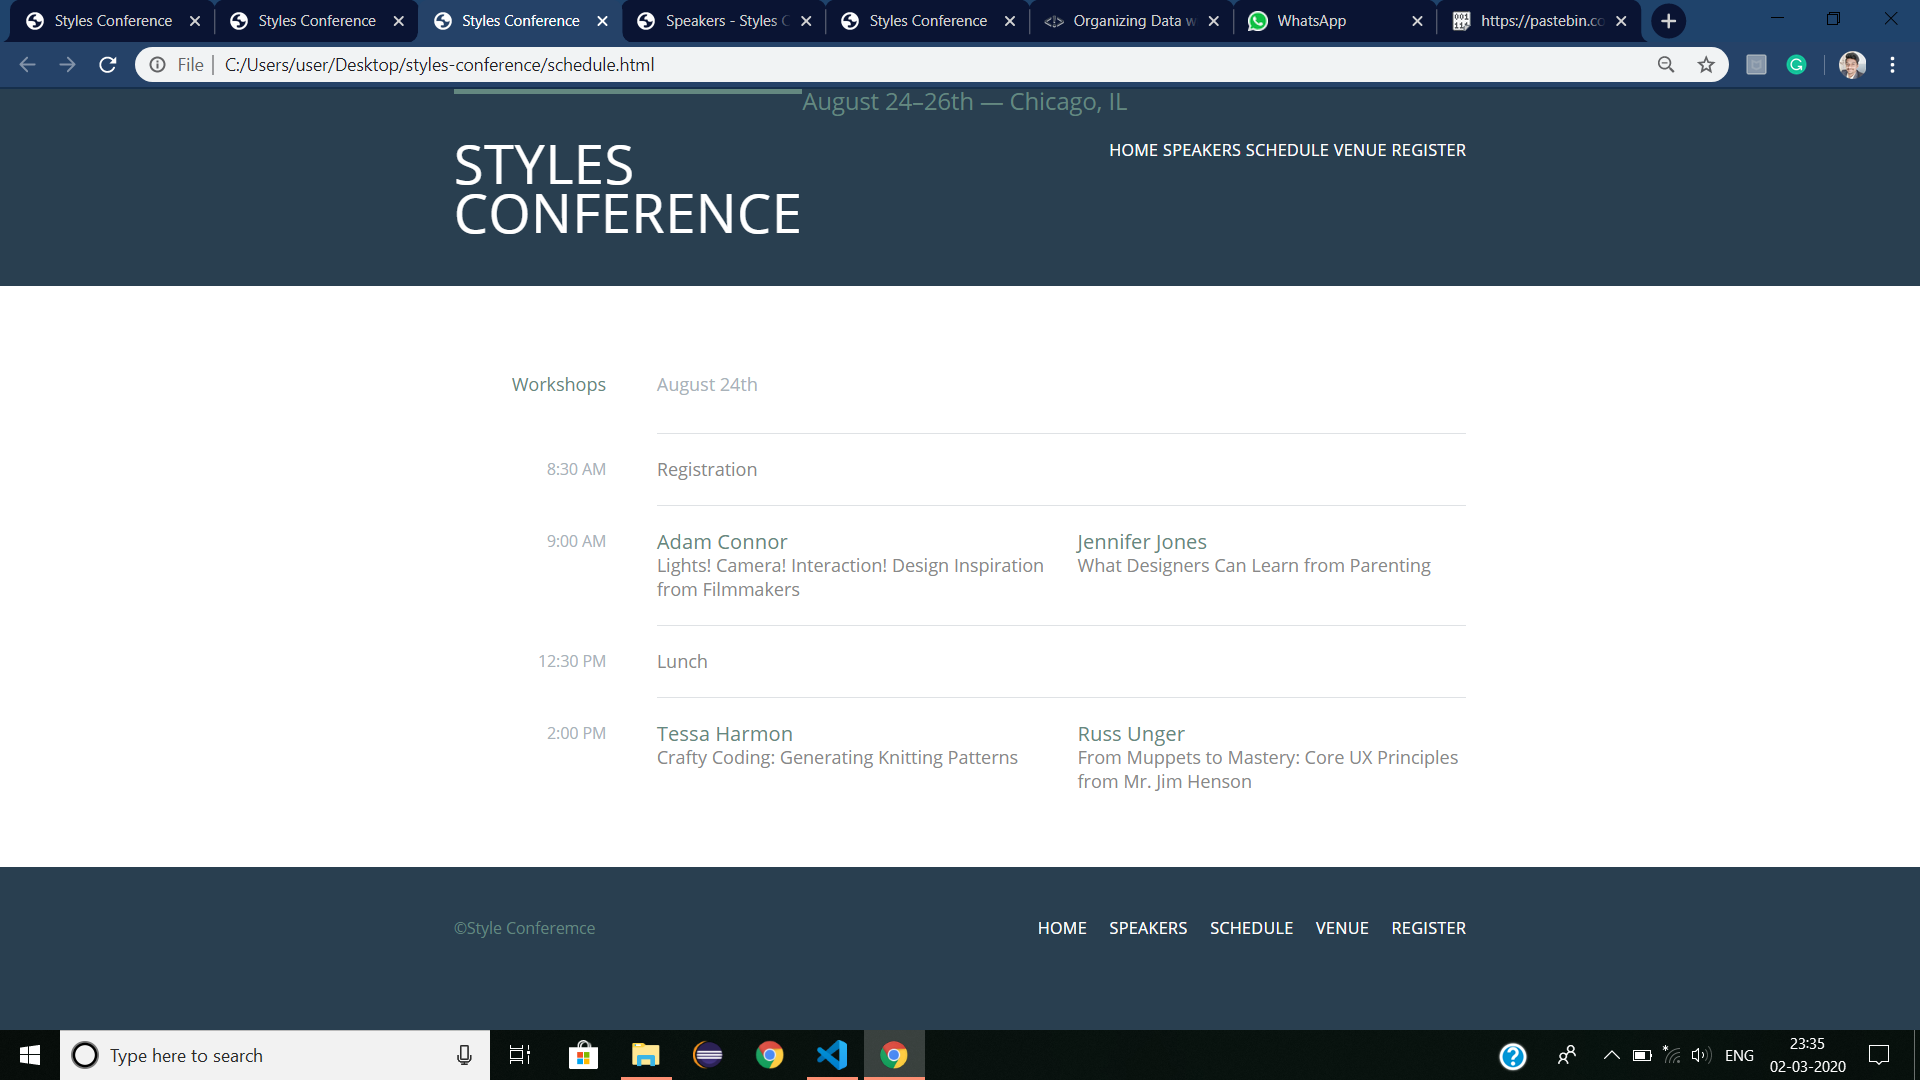 Styles Conference
Styles Conference
Styles Conference
Speakers - Styles C
Styles Conference
Organizing Data w
WhatsApp
https://pastebin.co
File
C:/Users/user/Desktop/styles-conference/schedule.html
August 24–26th — Chicago, IL
STYLES
CONFERENCE
HOME SPEAKERS SCHEDULE VENUE REGISTER
Workshops August 24th
8:30 AM Registration
9:00 AM Adam Connor Jennifer Jones
Lights! Camera! Interaction! Design Inspiration What Designers Can Learn from Parenting
from Filmmakers
12:30 PM Lunch
2:00 PM Tessa Harmon Russ Unger
Crafty Coding: Generating Knitting Patterns From Muppets to Mastery: Core UX Principles
from Mr. Jim Henson
©Style Conferemce HOME SPEAKERS SCHEDULE VENUE REGISTER
Type here to search
ENG
23:35
02-03-2020